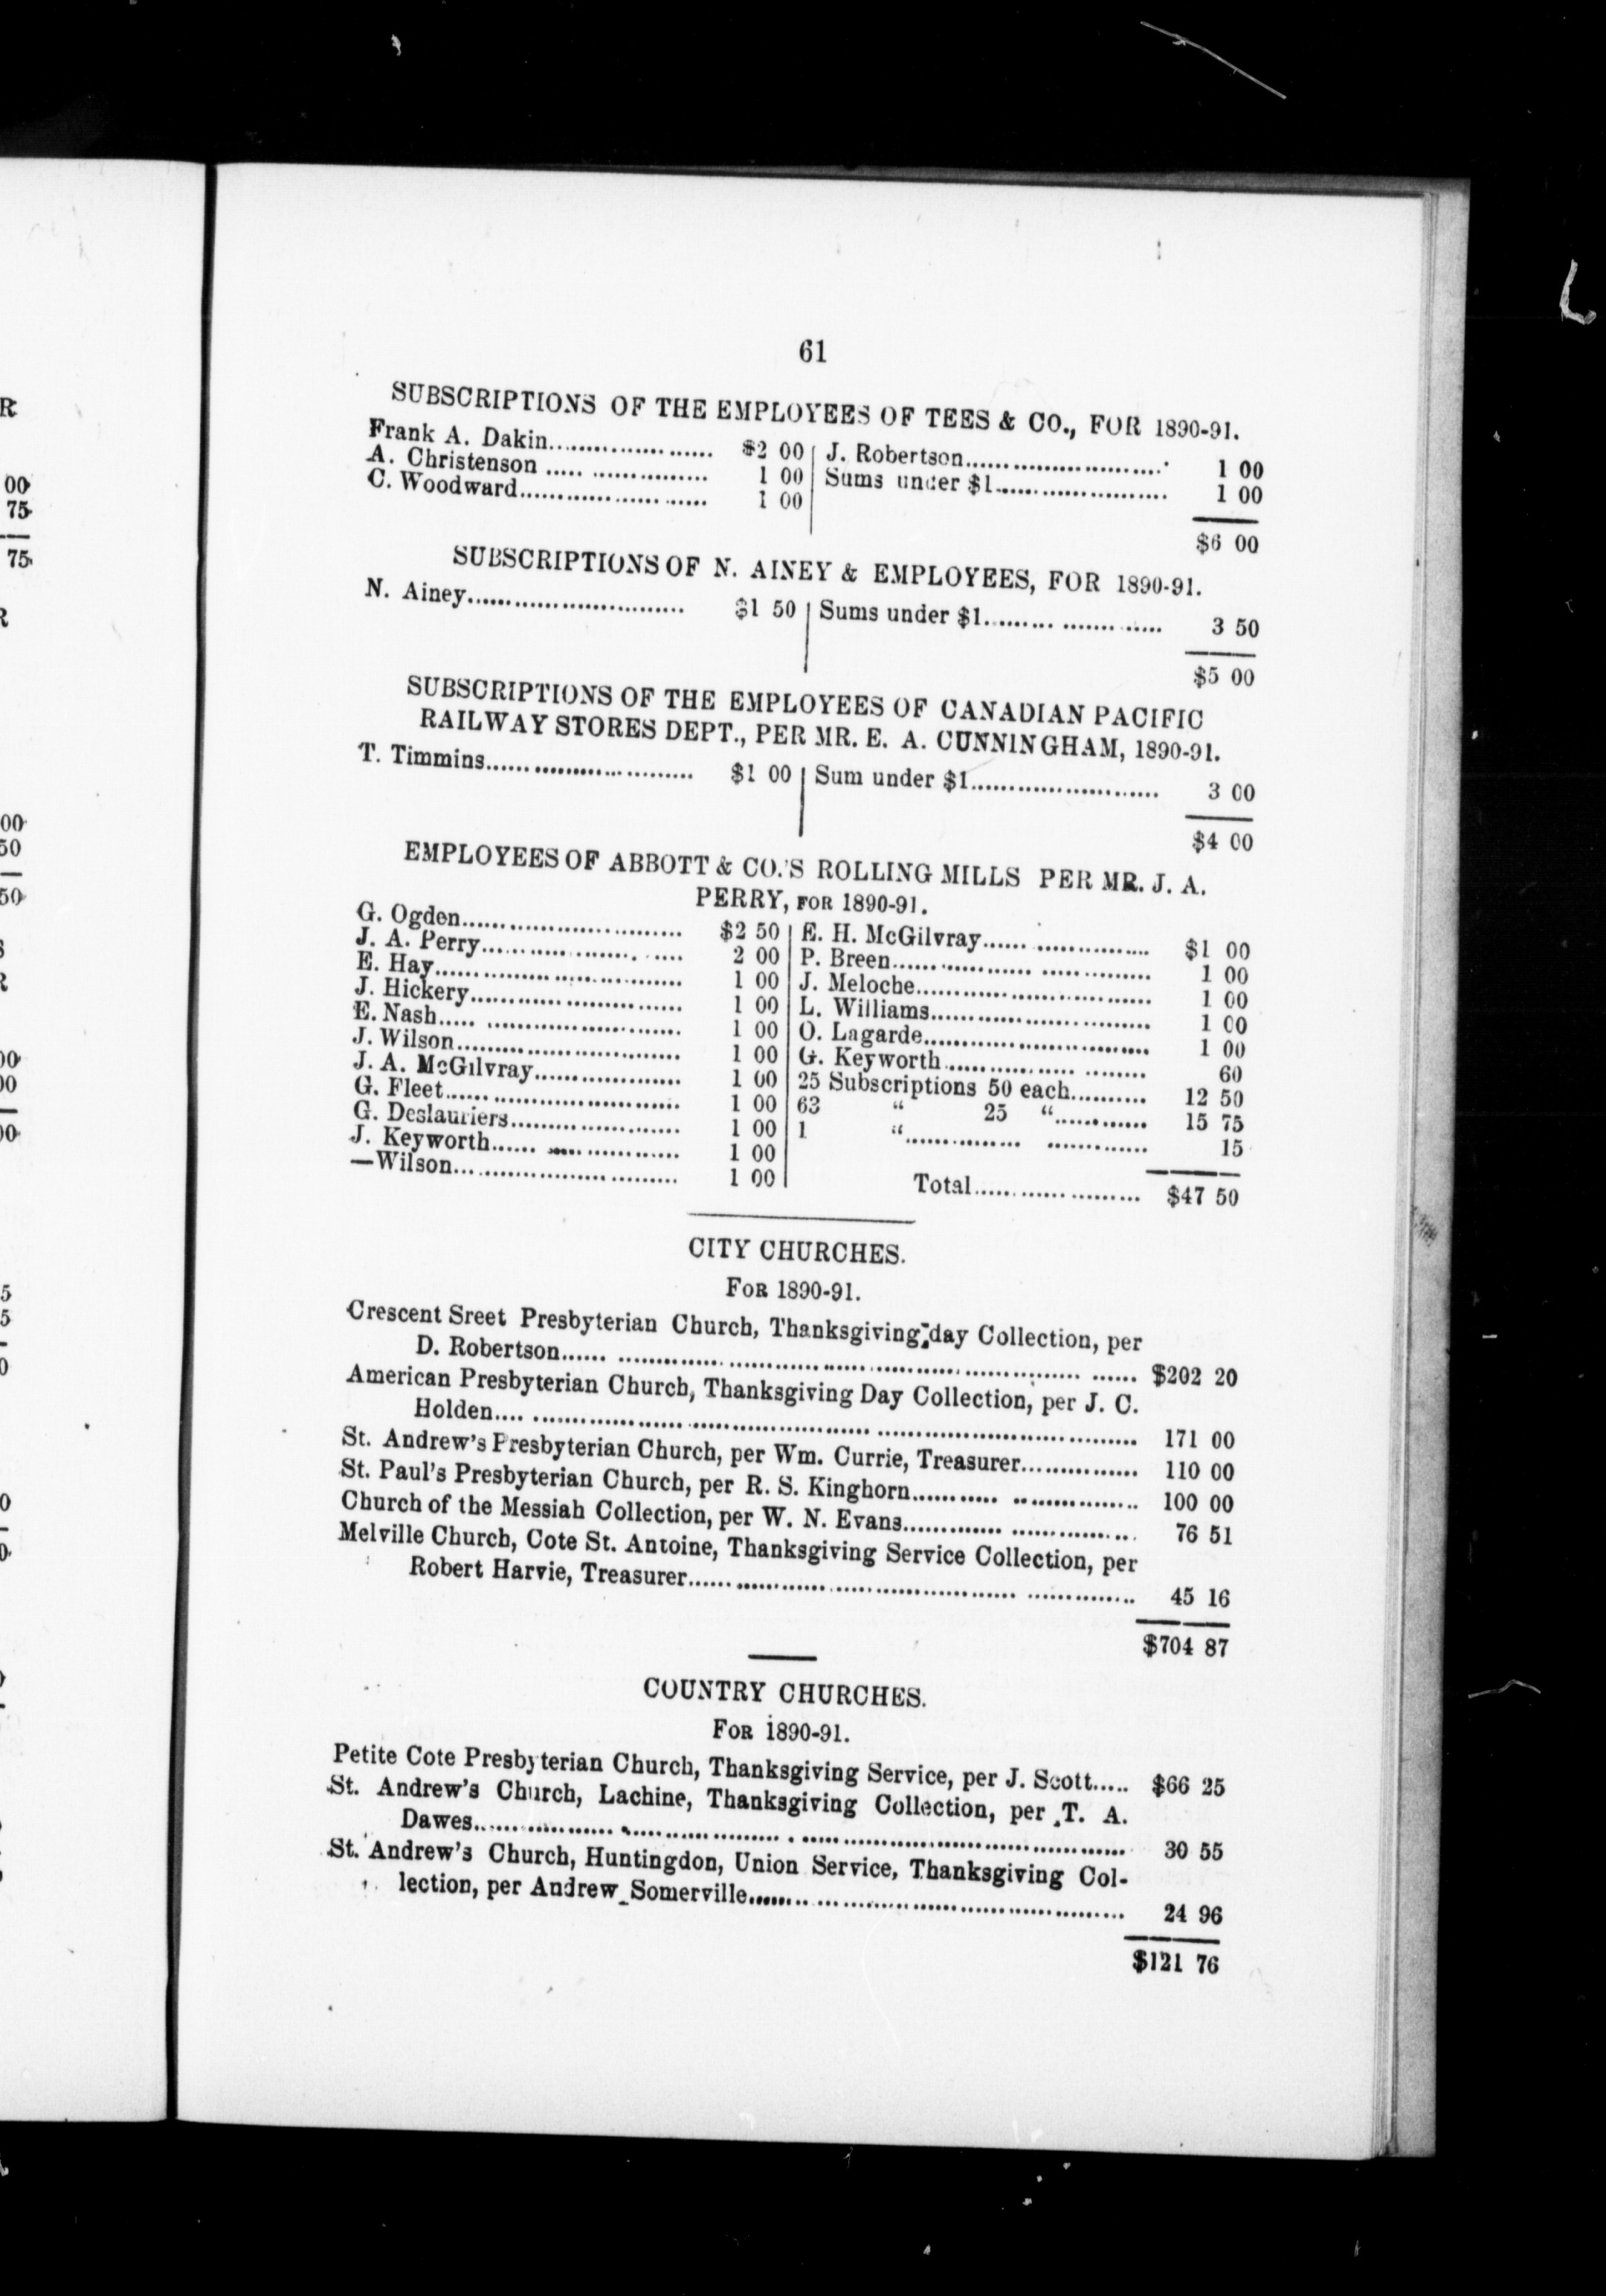 61
SUBSCRIPTIONS OF THE EMPLOYEES OF TEES & CO., FOR 1890-91.
Frank A. Dakin.................... $2 00
A. Christenson .................... 1 00
C. Woodward.................... 1 00
J. Robertson.................... 1 00
Sums under $1.................... 1 00
$6 00
SUBSCRIPTIONS OF N. AINEY & EMPLOYEES, FOR 1890-91.
N. Ainey.................... $1 50
Sums under $1.................... 3 50
$5 00
SUBSCRIPTIONS OF THE EMPLOYEES OF CANADIAN PACIFIC
RAILWAY STORES DEPT., PER MR. E. A. CUNNINGHAM, 1890-91.
T. Timmins.................... $1 00
Sum under $1.................... 3 00
$4 00
EMPLOYEES OF ABBOTT & CO.'S ROLLING MILLS PER MR. J. A.
PERRY, FOR 1890-91.
G. Ogden.................... $2 50
J. A. Perry.................... 2 00
E. Hay.................... 1 00
J. Hickery.................... 1 00
E. Nash.................... 1 00
J. Wilson.................... 1 00
J. A. McGilvray.................... 1 00
G. Fleet.................... 1 00
G. Deslauriers.................... 1 00
J. Keyworth.................... 1 00
—Wilson.................... 1 00
E. H. McGilvray.................... $1 00
P. Breen.................... 1 00
J. Meloche.................... 1 00
L. Williams.................... 1 00
O. Lagarde.................... 1 00
G. Keyworth.................... 60
25 Subscriptions 50 each.......... 12 50
63 " 25 "............ 15 75
1 ".................... 15
Total.................... $47 50
CITY CHURCHES.
FOR 1890-91.
Crescent Sreet Presbyterian Church, Thanksgiving-day Collection, per
D. Robertson.................... $202 20
American Presbyterian Church, Thanksgiving Day Collection, per J. C.
Holden.................... 171 00
St. Andrew's Presbyterian Church, per Wm. Currie, Treasurer............... 110 00
St. Paul's Presbyterian Church, per R. S. Kinghorn.................... 100 00
Church of the Messiah Collection, per W. N. Evans.................... 76 51
Melville Church, Cote St. Antoine, Thanksgiving Service Collection, per
Robert Harvie, Treasurer.................... 45 16
$704 87
COUNTRY CHURCHES.
FOR 1890-91.
Petite Cote Presbyterian Church, Thanksgiving Service, per J. Scott..... $66 25
St. Andrew's Church, Lachine, Thanksgiving Collection, per T. A.
Dawes.................... 30 55
St. Andrew's Church, Huntingdon, Union Service, Thanksgiving Col-
lection, per Andrew Somerville.................... 24 96
$121 76